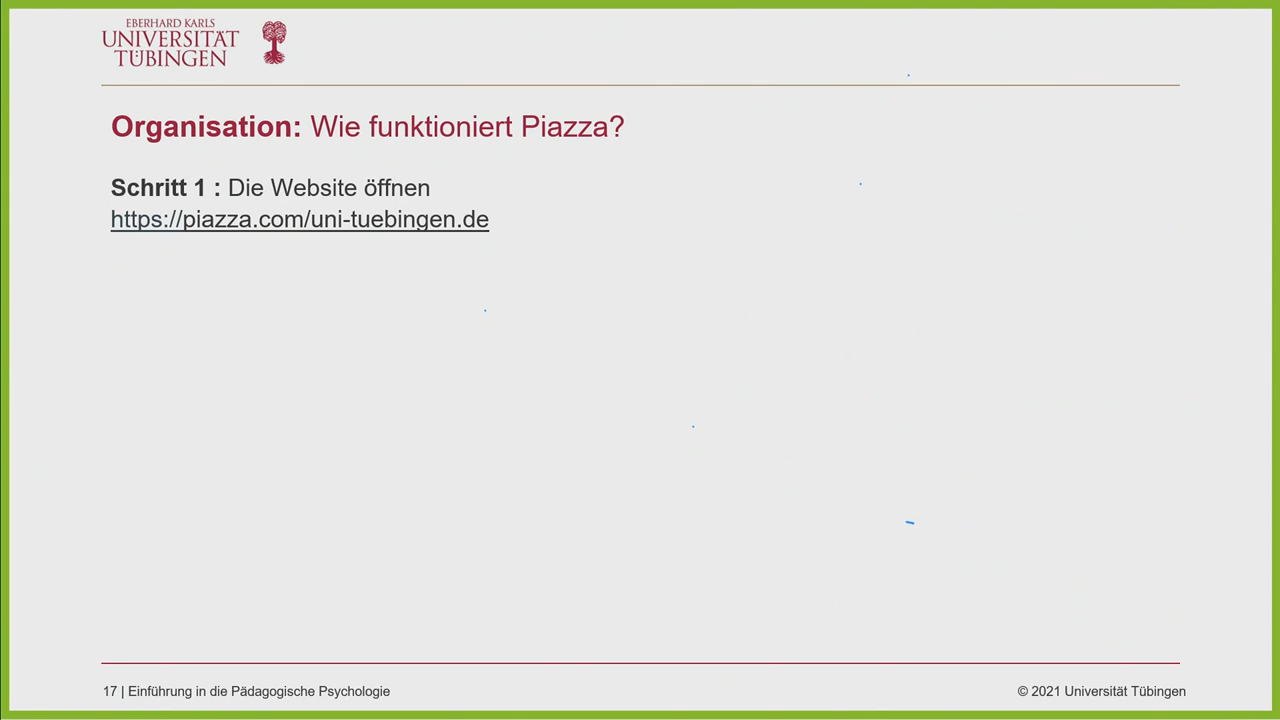 EBERHARD KARLS
UNIVERSITÄT
TÜBINGEN
Organisation: Wie funktioniert Piazza?
Schritt 1 : Die Website öffnen
https://piazza.com/uni-tuebingen.de
17 | Einführung in die Pädagogische Psychologie
© 2021 Universität Tübingen